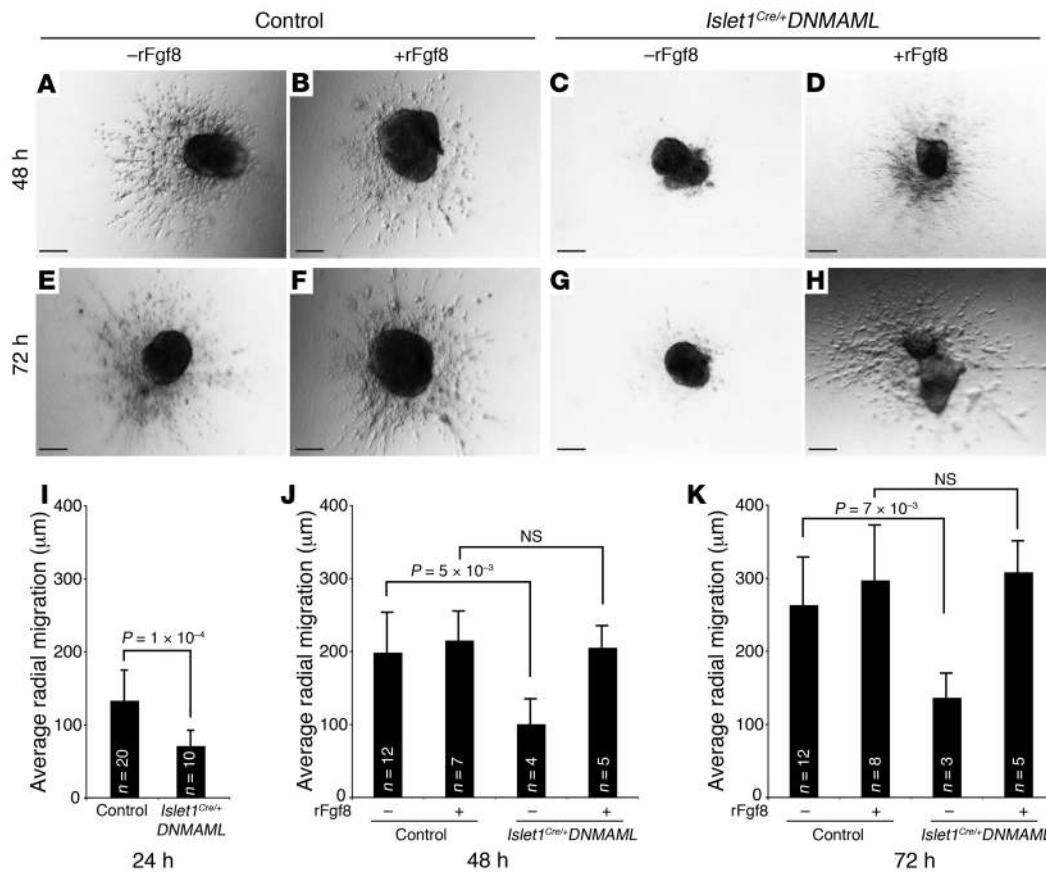 Control
Islet1Cre/+DNMAML
–rFgf8
+rFgf8
–rFgf8
+rFgf8
A
B
C
D
48 h
E
F
G
H
72 h
I
J
K
Average radial migration (μm)
400
300
200
100
0
P = 1 × 10–4
n = 20
n = 10
Control
Islet1Cre/+
DNMAML
24 h
Average radial migration (μm)
400
300
200
100
0
NS
P = 5 × 10–3
n = 12
n = 7
n = 4
n = 5
rFgf8 – + – +
Control
Islet1Cre/+DNMAML
48 h
Average radial migration (μm)
400
300
200
100
0
NS
P = 7 × 10–3
n = 12
n = 8
n = 3
n = 5
rFgf8 – + – +
Control
Islet1Cre/+DNMAML
72 h